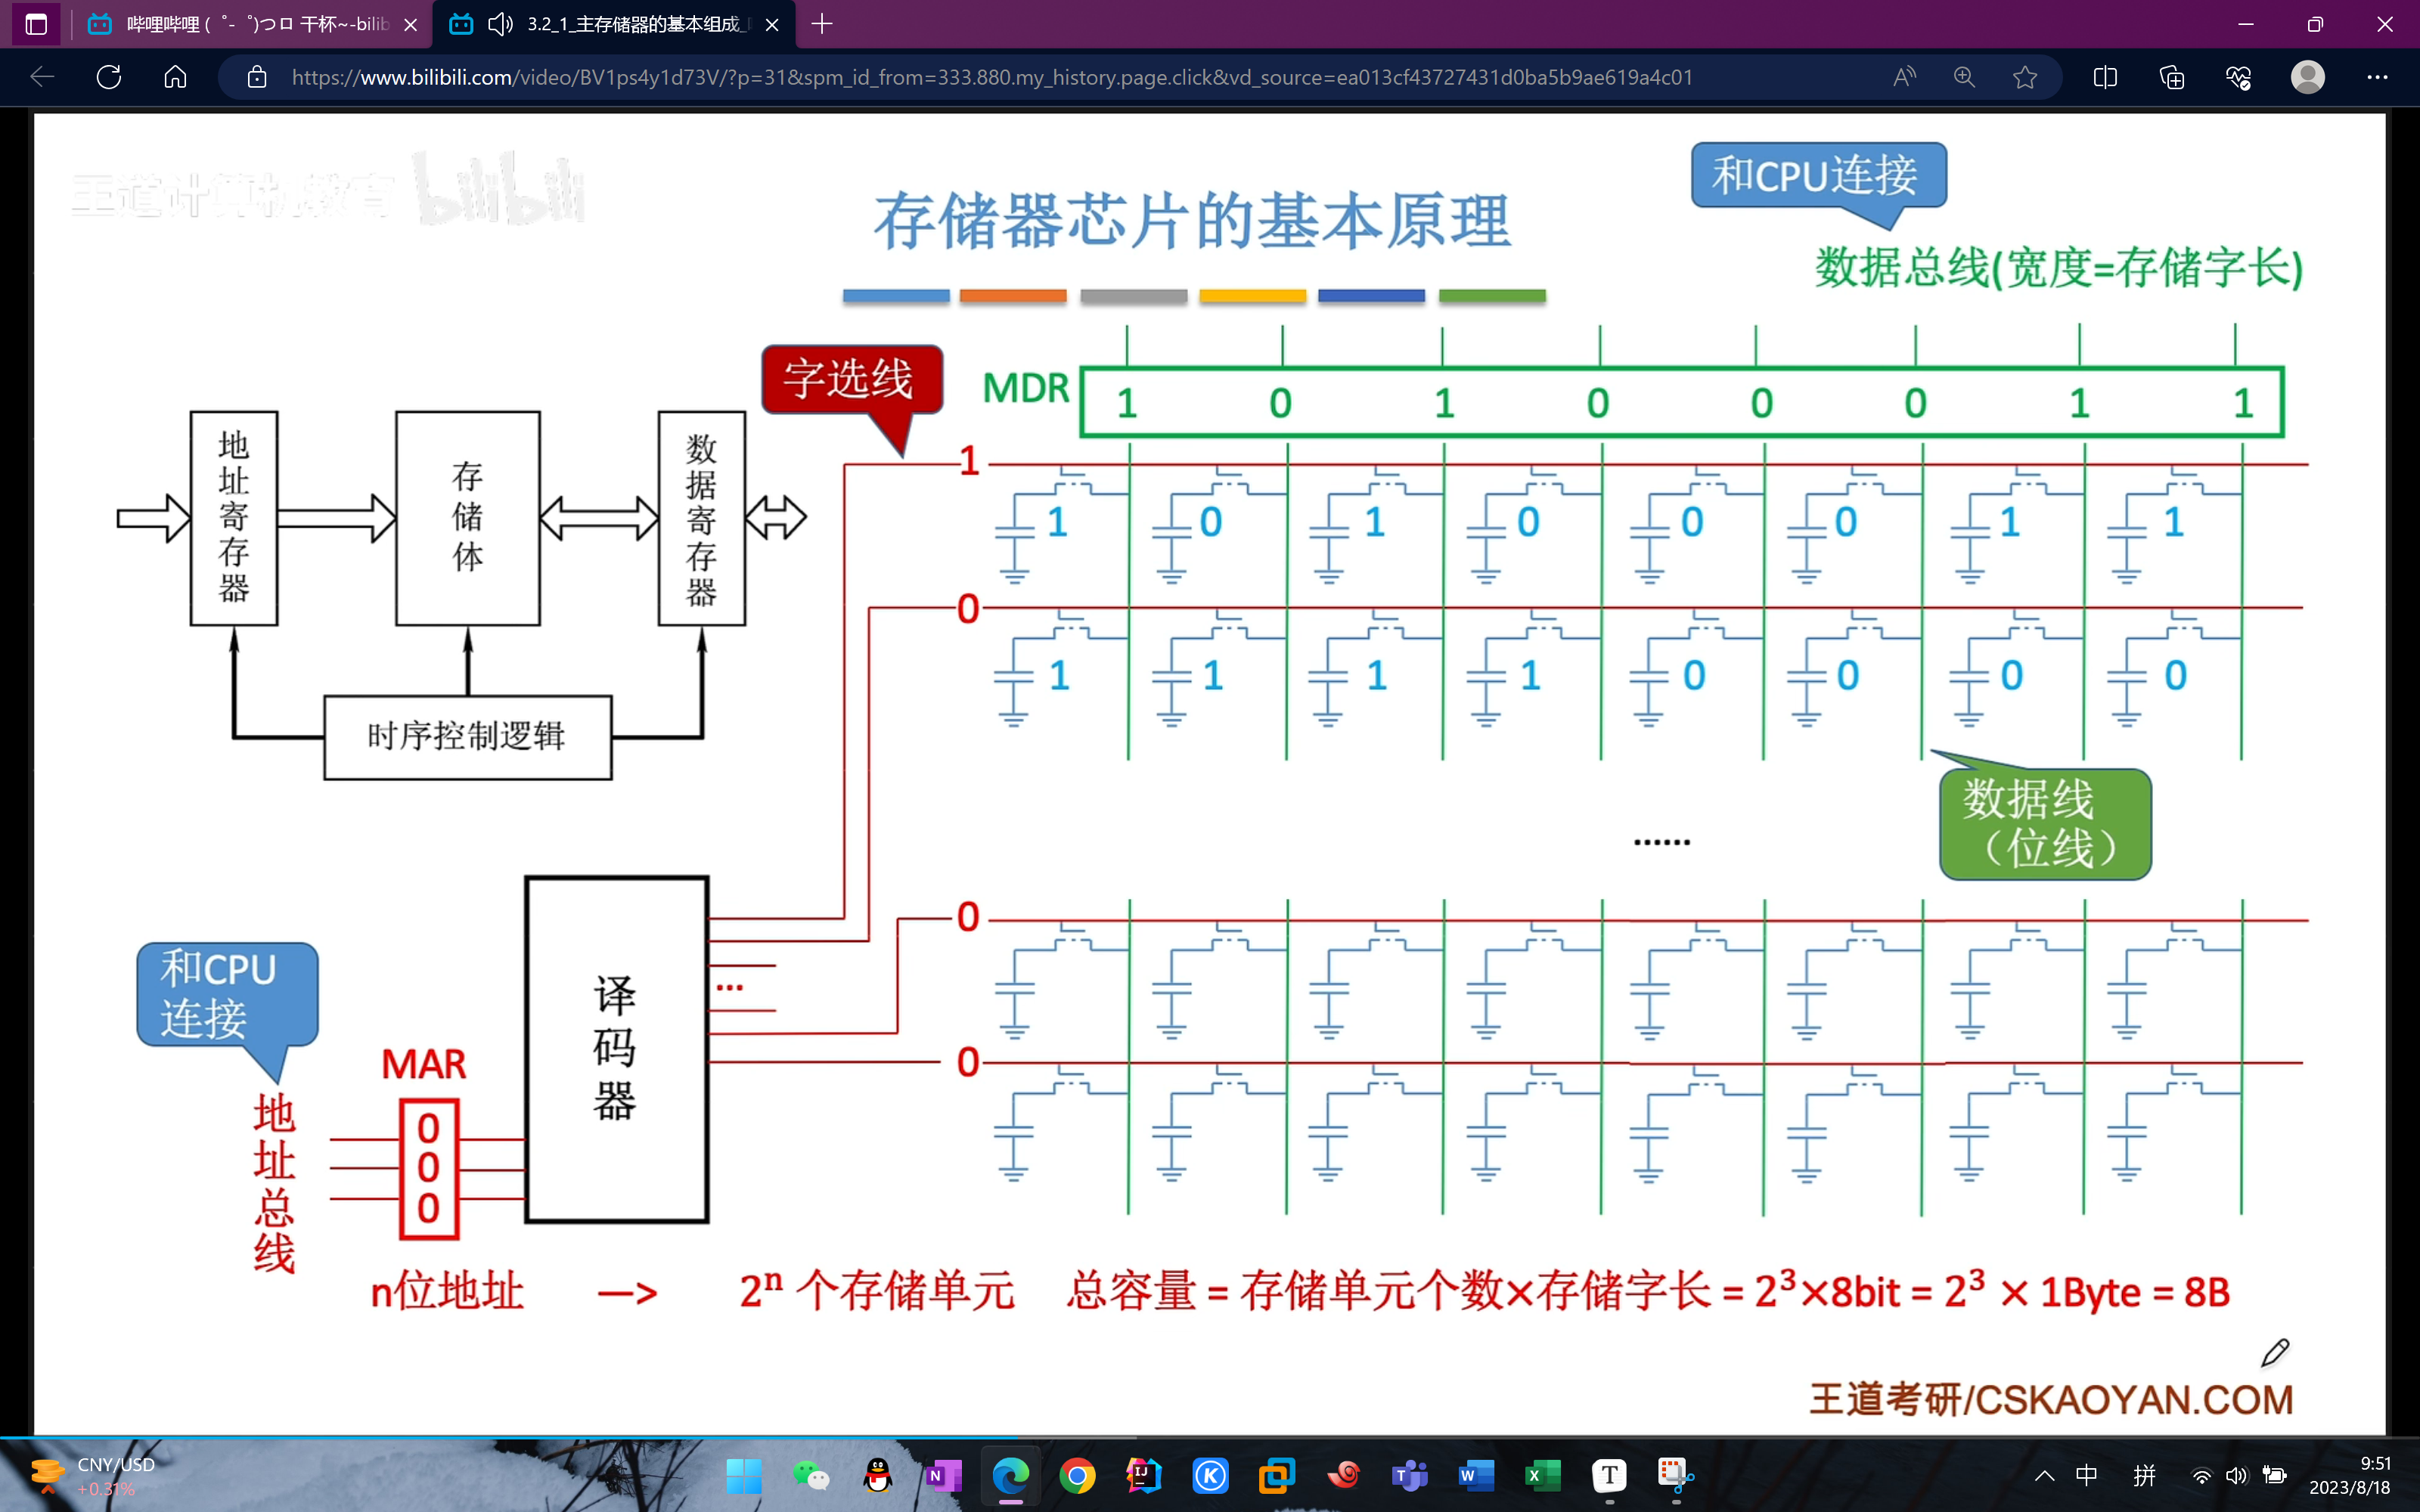 哔哩哔哩 (゜-゜)つロ 干杯~-bilib
3.2_1_主存储器的基本组成_
https://www.bilibili.com/video/BV1ps4y1d73V/?p=31&spm_id_from=333.880.my_history.page.click&vd_source=ea013cf43727431d0ba5b9ae619a4c01
王道计算机教育 bilibili
存储器芯片的基本原理
和CPU连接
数据总线(宽度=存储字长)
字选线
MDR 1 0 1 0 0 0 1 1
地址寄存器
存储体
数据寄存器
时序控制逻辑
1
1 0 1 0 0 0 1 1
0
1 1 1 1 0 0 0 0
数据线
（位线）
......
0
0
译码器
...
和CPU
连接
MAR
地址总线
0
0
0
n位地址 —> 2ⁿ 个存储单元 总容量 = 存储单元个数×存储字长 = 2³×8bit = 2³ × 1Byte = 8B
王道考研/CSKAOYAN.COM
CNY/USD
+0.31%
中 拼
9:51
2023/8/18